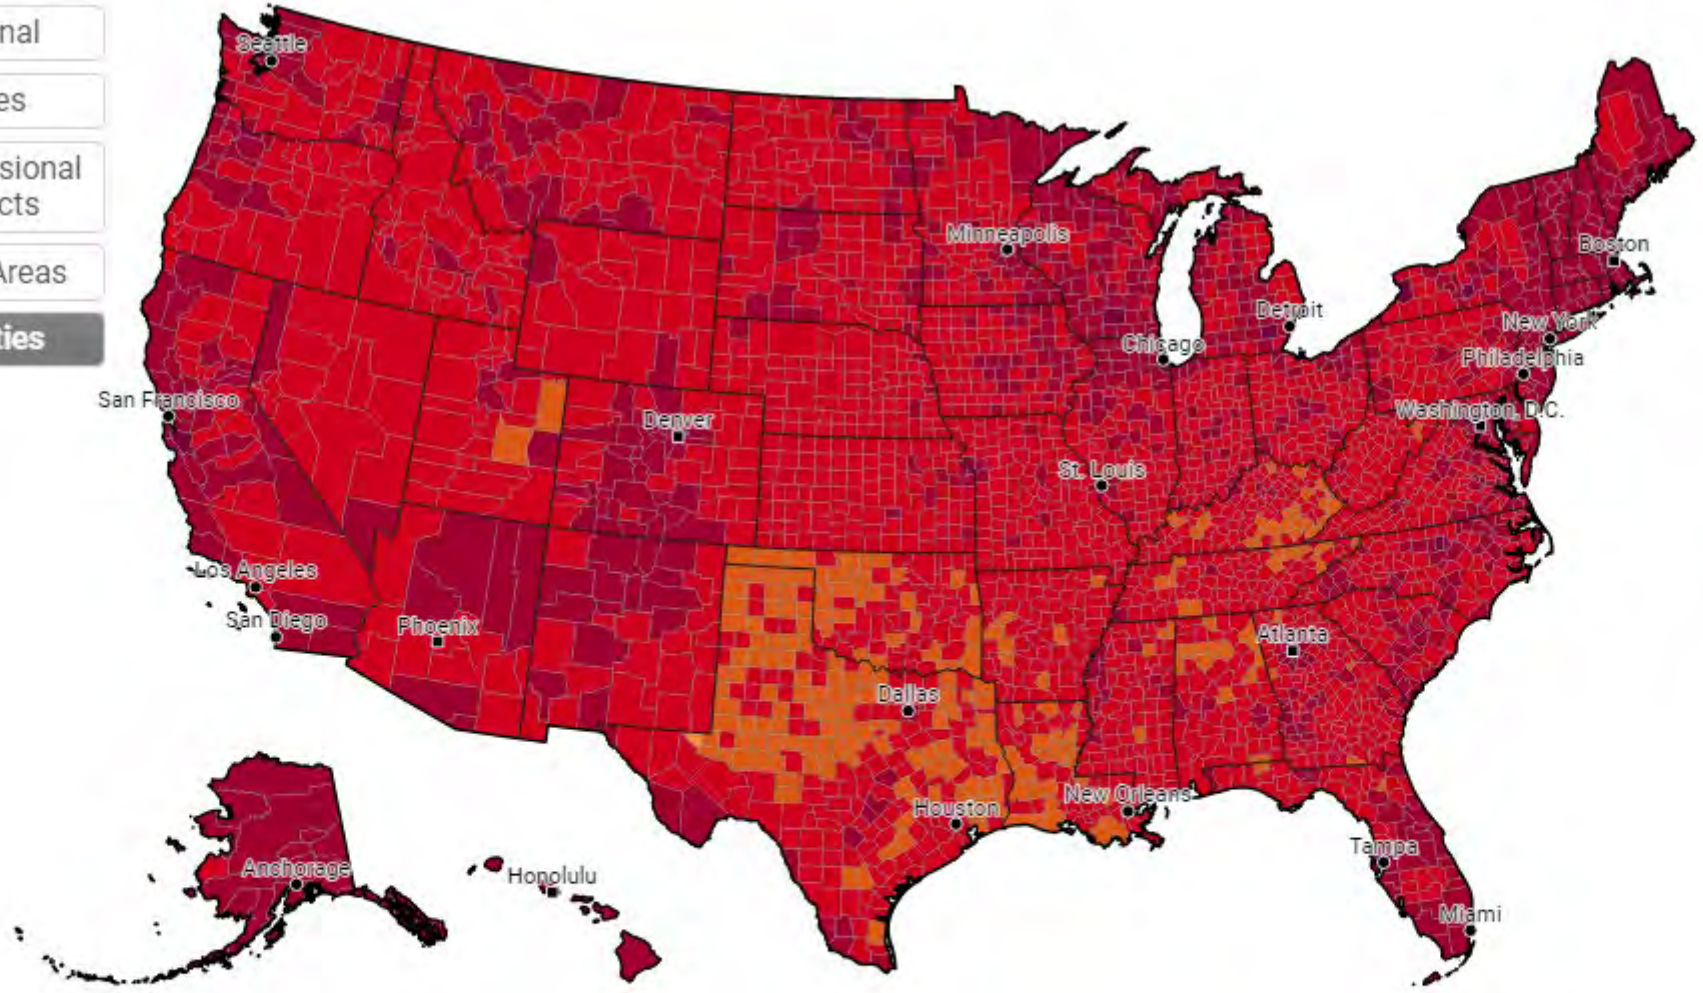 nal
es
sional
cts
Areas
ties
Seattle
Minneapolis
Boston
Detroit
New York
Chicago
Philadelphia
San Francisco
Denver
Washington, D.C.
St. Louis
Los Angeles
San Diego
Phoenix
Atlanta
Dallas
New Orleans
Houston
Tampa
Anchorage
Honolulu
Miami